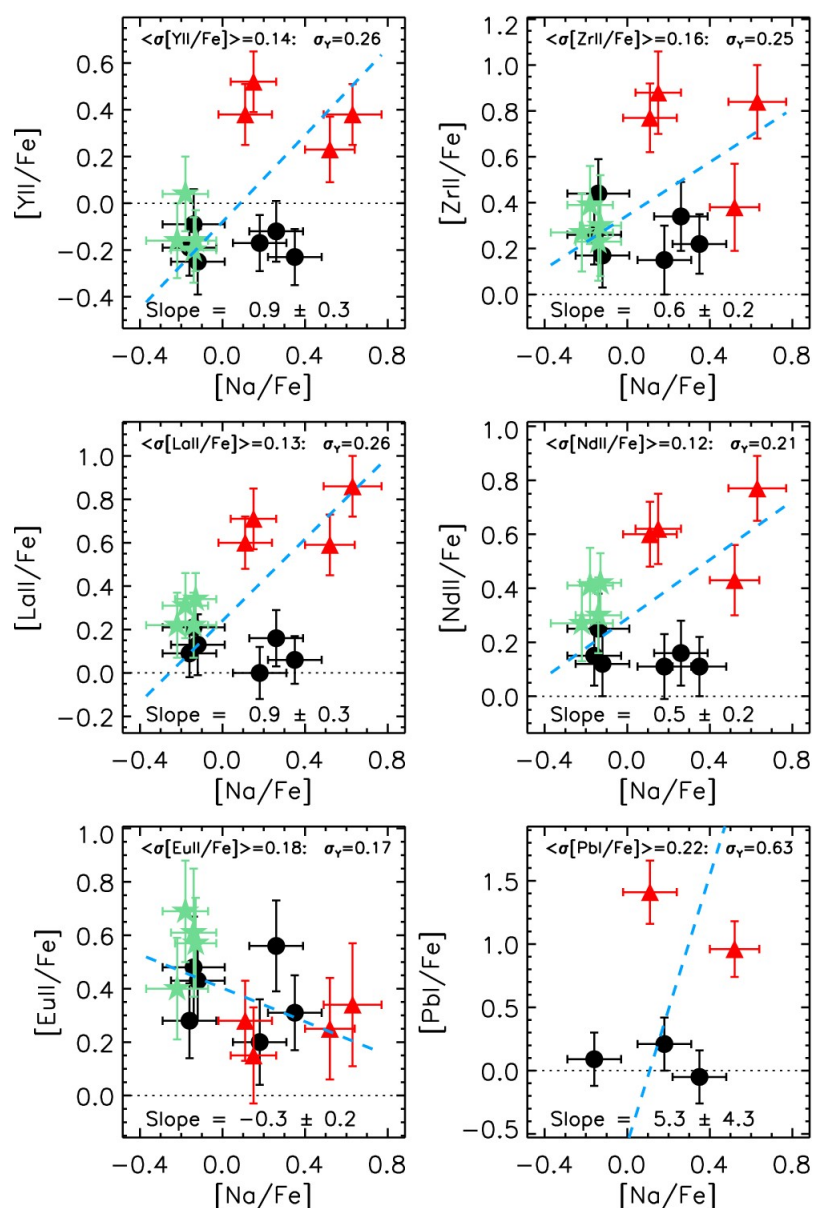 <σ[YII/Fe]>=0.14: σY=0.26
0.6
0.4
0.2
0.0
−0.2
−0.4
[YII/Fe]
Slope = 0.9 ± 0.3
−0.4 0.0 0.4 0.8
[Na/Fe]
<σ[ZrII/Fe]>=0.16: σY=0.25
1.2
1.0
0.8
0.6
0.4
0.2
0.0
[ZrII/Fe]
Slope = 0.6 ± 0.2
−0.4 0.0 0.4 0.8
[Na/Fe]
<σ[LaII/Fe]>=0.13: σY=0.26
1.0
0.8
0.6
0.4
0.2
0.0
−0.2
[LaII/Fe]
Slope = 0.9 ± 0.3
−0.4 0.0 0.4 0.8
[Na/Fe]
<σ[NdII/Fe]>=0.12: σY=0.21
1.0
0.8
0.6
0.4
0.2
0.0
[NdII/Fe]
Slope = 0.5 ± 0.2
−0.4 0.0 0.4 0.8
[Na/Fe]
<σ[EuII/Fe]>=0.18: σY=0.17
1.0
0.8
0.6
0.4
0.2
0.0
[EuII/Fe]
Slope = −0.3 ± 0.2
−0.4 0.0 0.4 0.8
[Na/Fe]
<σ[PbI/Fe]>=0.22: σY=0.63
1.5
1.0
0.5
0.0
−0.5
[PbI/Fe]
Slope = 5.3 ± 4.3
−0.4 0.0 0.4 0.8
[Na/Fe]